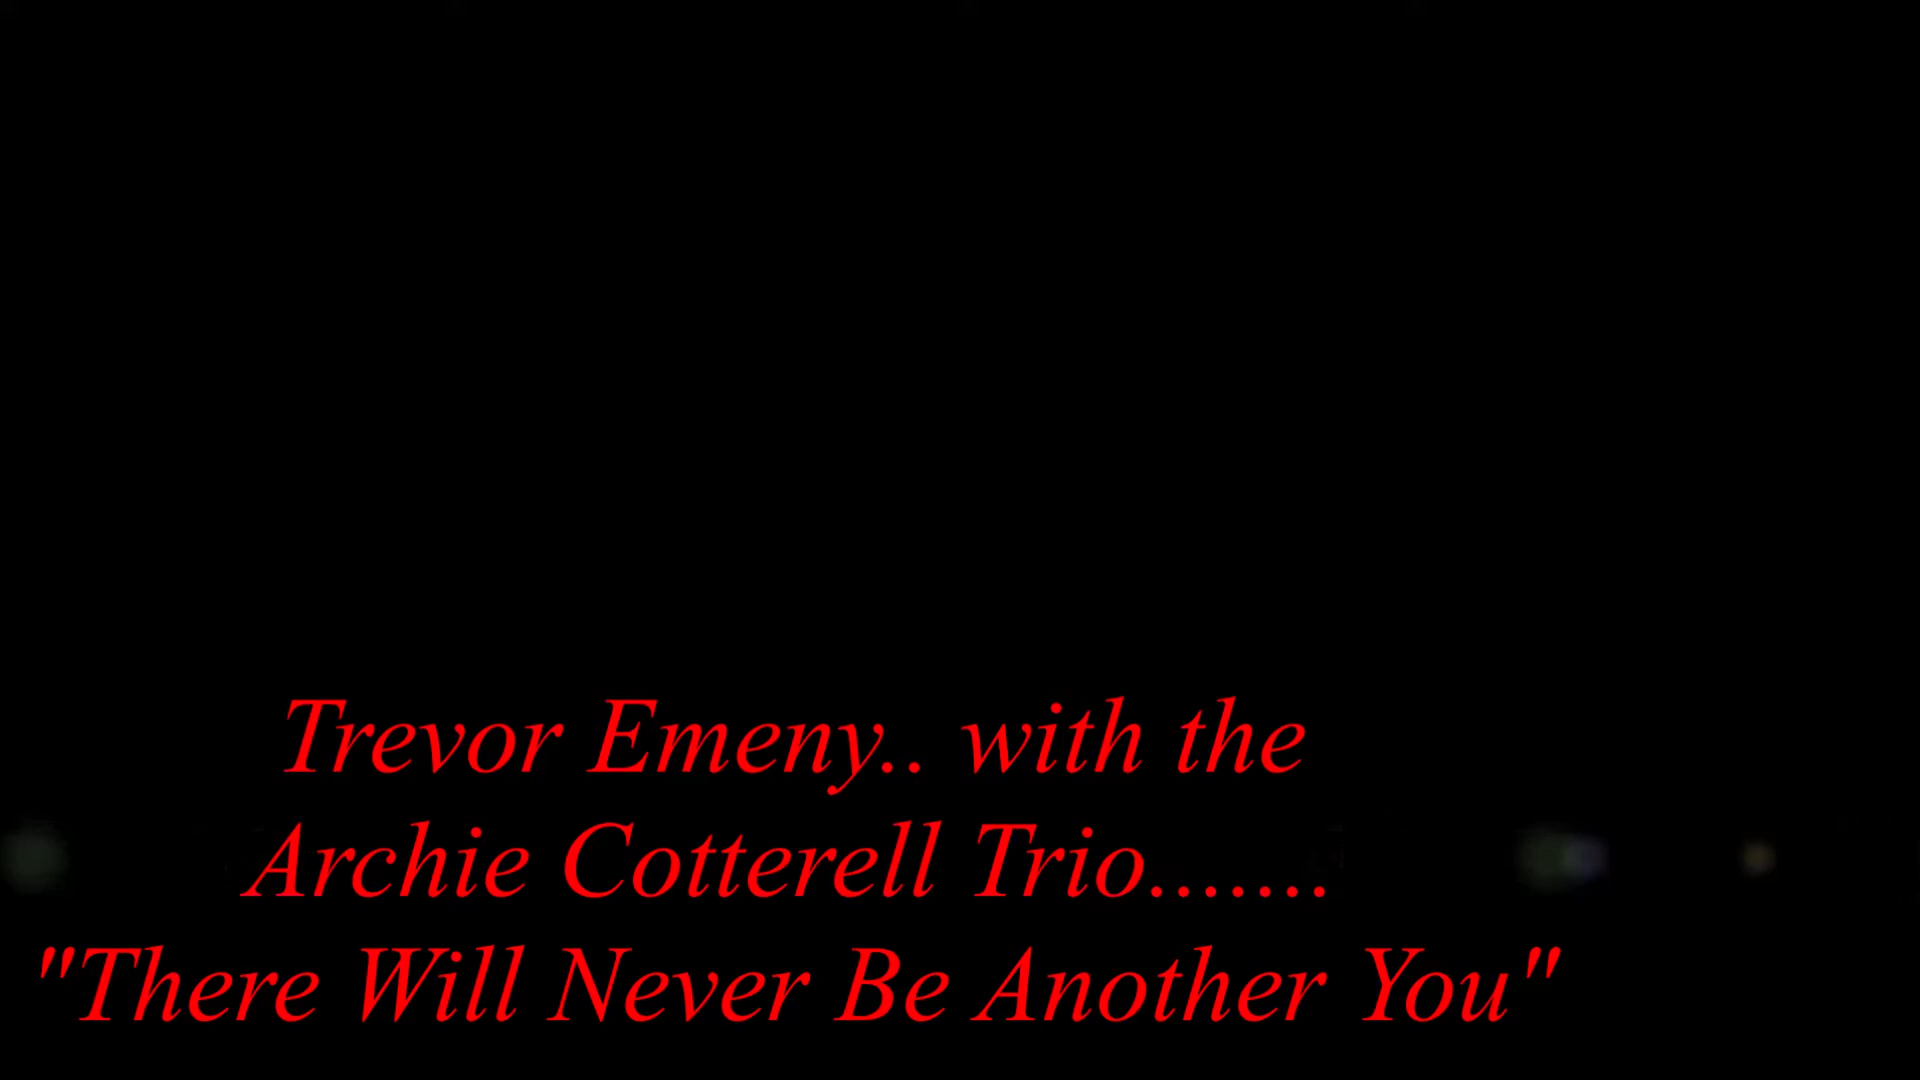 Trevor Emeny.. with the
Archie Cotterell Trio.......
"There Will Never Be Another You"